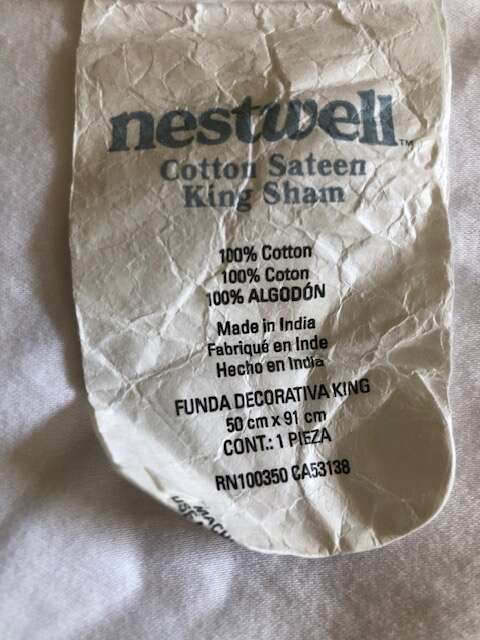 nestwell™
Cotton Sateen
King Sham
100% Cotton
100% Coton
100% ALGODÓN
Made in India
Fabriqué en Inde
Hecho en India
FUNDA DECORATIVA KING
50 cm x 91 cm
CONT.: 1 PIEZA
RN100350 CA53138